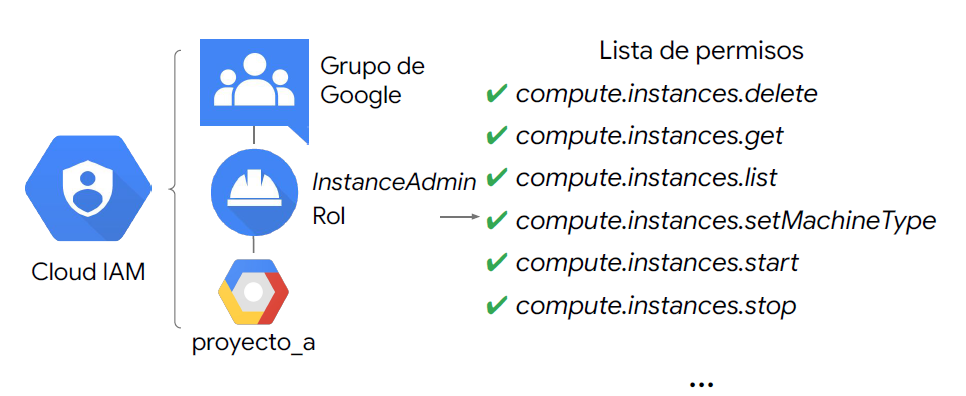 Grupo de
Google
InstanceAdmin
Rol
Cloud IAM
proyecto_a
Lista de permisos
✔ compute.instances.delete
✔ compute.instances.get
✔ compute.instances.list
✔ compute.instances.setMachineType
✔ compute.instances.start
✔ compute.instances.stop
...